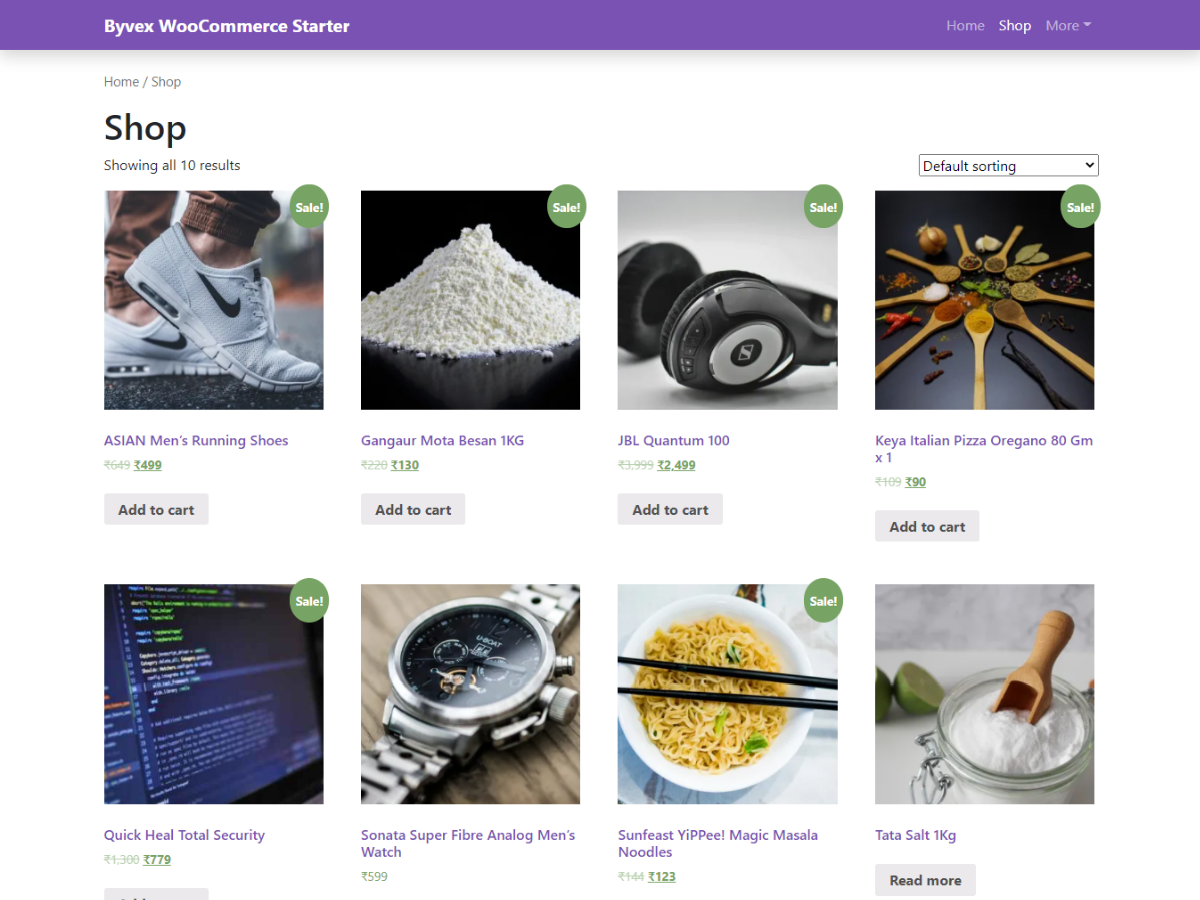 Byvex WooCommerce Starter
Home Shop More
Home / Shop
Shop
Showing all 10 results
Default sorting
Sale!
Sale!
Sale!
Sale!
ASIAN Men’s Running Shoes
₹649 ₹499
Add to cart
Gangaur Mota Besan 1KG
₹220 ₹130
Add to cart
JBL Quantum 100
₹3,999 ₹2,499
Add to cart
Keya Italian Pizza Oregano 80 Gm
x 1
₹109 ₹90
Add to cart
Sale!
U-BOAT
Sale!
Quick Heal Total Security
₹1,300 ₹779
Sonata Super Fibre Analog Men’s
Watch
₹599
Sunfeast YiPPee! Magic Masala
Noodles
₹144 ₹123
Tata Salt 1Kg
Read more